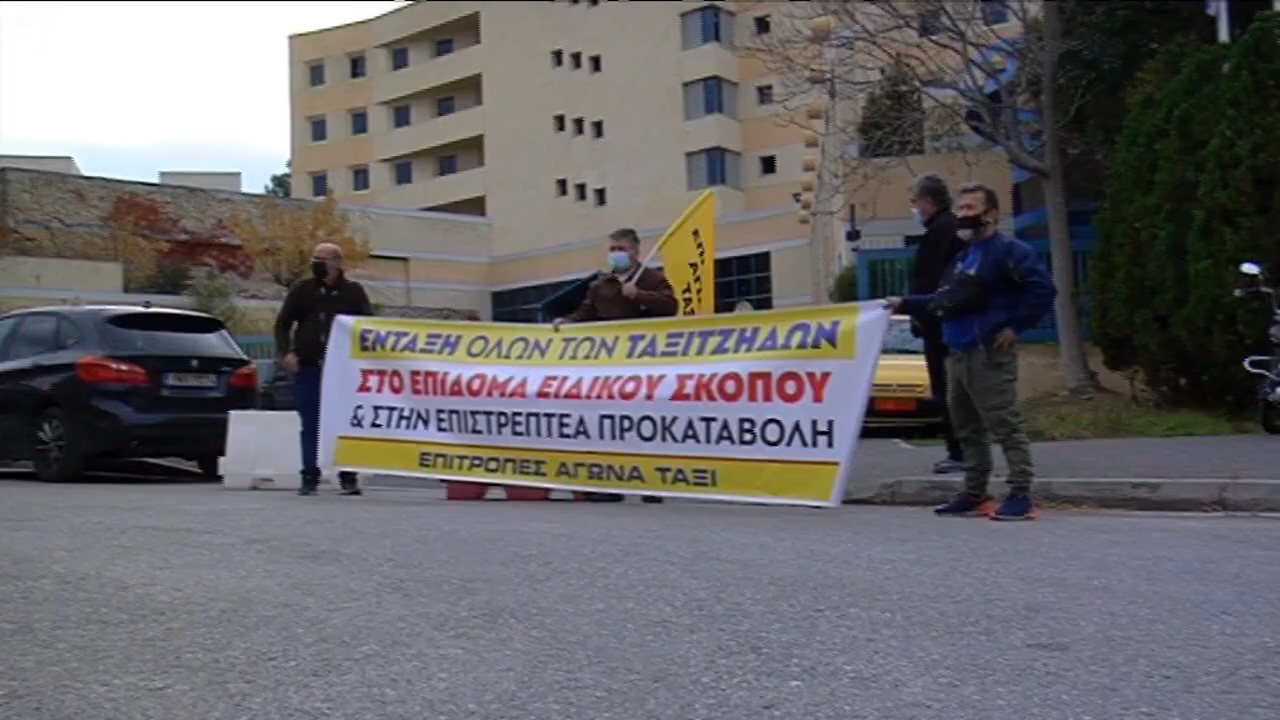 ΕΝΤΑΞΗ ΟΛΩΝ ΤΩΝ ΤΑΞΙΤΖΗΔΩΝ
ΣΤΟ ΕΠΙΔΟΜΑ ΕΙΔΙΚΟΥ ΣΚΟΠΟΥ
& ΣΤΗΝ ΕΠΙΣΤΡΕΠΤΕΑ ΠΡΟΚΑΤΑΒΟΛΗ
ΕΠΙΤΡΟΠΕΣ ΑΓΩΝΑ ΤΑΞΙ